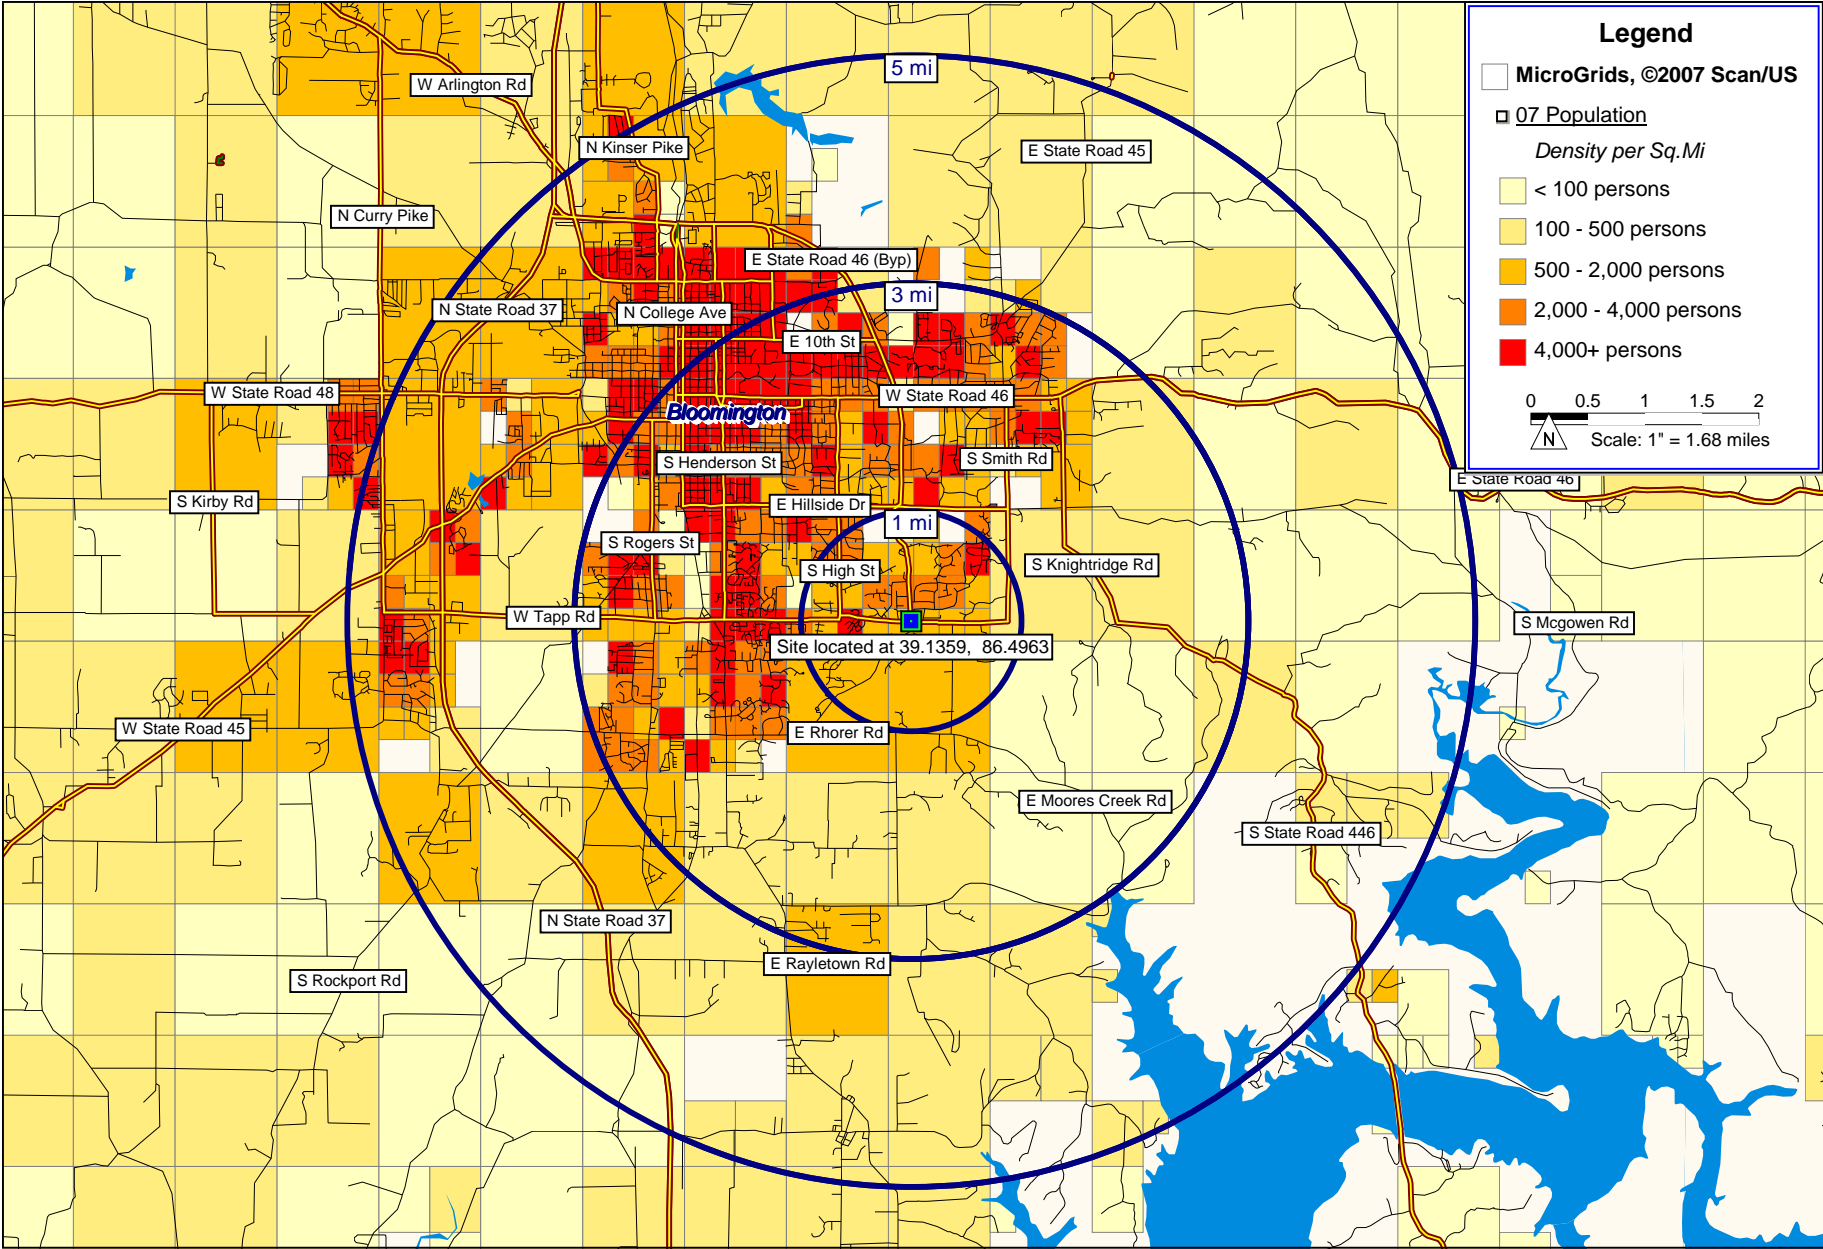 Legend
MicroGrids, ©2007 Scan/US
07 Population
Density per Sq.Mi
< 100 persons
100 - 500 persons
500 - 2,000 persons
2,000 - 4,000 persons
4,000+ persons
0 0.5 1 1.5 2
N
Scale: 1" = 1.68 miles
5 mi
W Arlington Rd
N Kinser Pike
E State Road 45
N Curry Pike
E State Road 46 (Byp)
3 mi
N State Road 37
N College Ave
E 10th St
W State Road 48
W State Road 46
Bloomington
S Henderson St
S Smith Rd
E State Road 46
S Kirby Rd
E Hillside Dr
1 mi
S Rogers St
S High St
S Knightridge Rd
W Tapp Rd
S Mcgowen Rd
Site located at 39.1359, 86.4963
W State Road 45
E Rhorer Rd
E Moores Creek Rd
S State Road 446
N State Road 37
E Rayletown Rd
S Rockport Rd